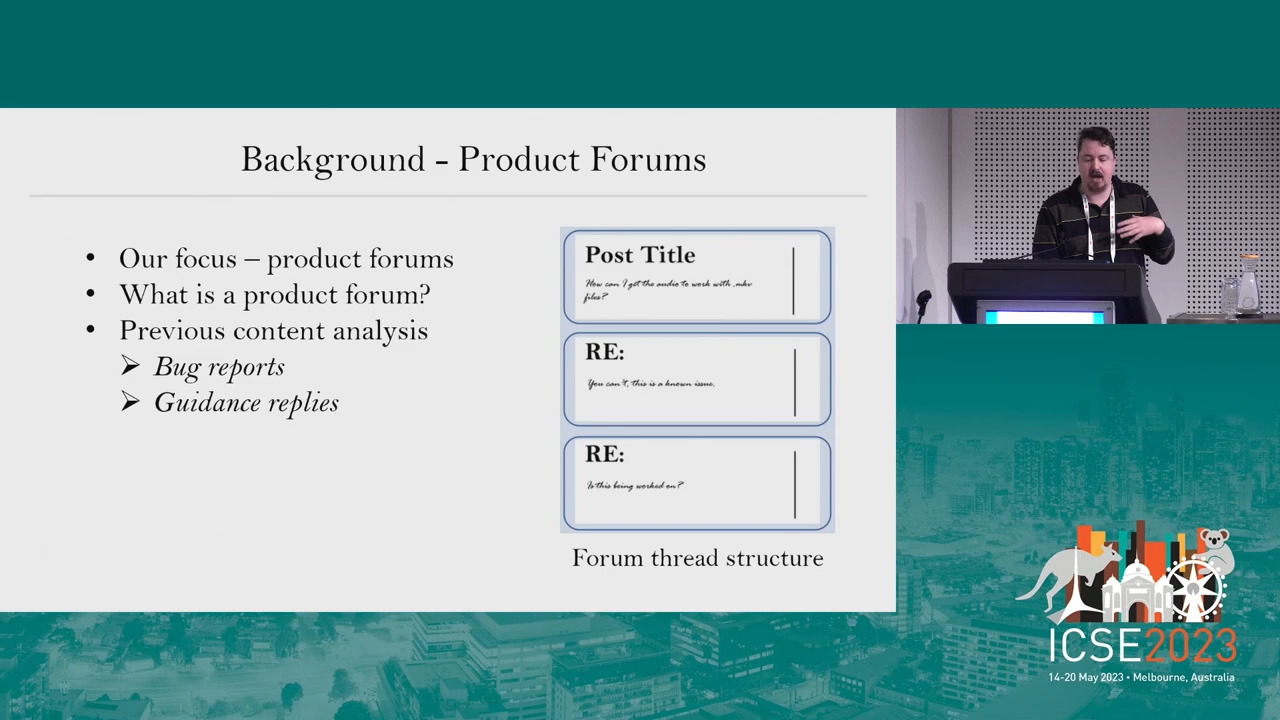 Background - Product Forums
• Our focus – product forums
• What is a product forum?
• Previous content analysis
➢ Bug reports
➢ Guidance replies
Post Title
How can I get the audio to work with .mkv
files?
RE:
You can't, this is a known issue.
RE:
Is this being worked on?
Forum thread structure
ICSE2023
14-20 May 2023 • Melbourne, Australia